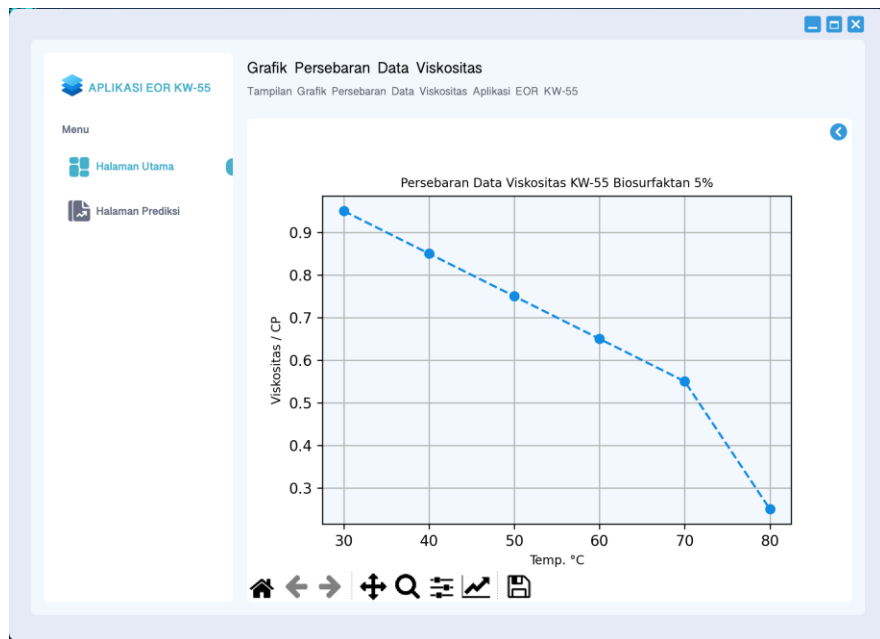 Grafik Persebaran Data Viskositas
Tampilan Grafik Persebaran Data Viskositas Aplikasi EOR KW-55
APLIKASI EOR KW-55
Menu
Halaman Utama
Halaman Prediksi
Persebaran Data Viskositas KW-55 Biosurfaktan 5%
Viskositas / CP
0.9
0.8
0.7
0.6
0.5
0.4
0.3
30 40 50 60 70 80
Temp. °C